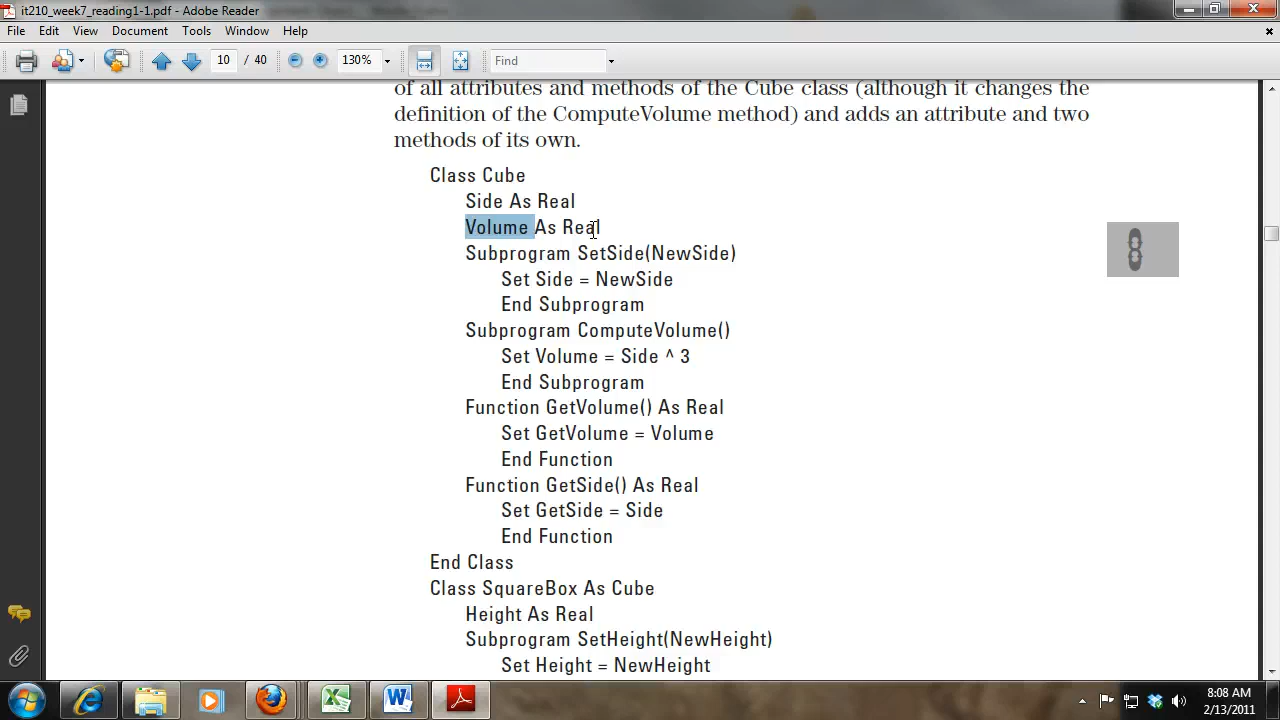 it210_week7_reading1-1.pdf - Adobe Reader
File Edit View Document Tools Window Help
10 / 40 130% Find
of all attributes and methods of the Cube class (although it changes the
definition of the ComputeVolume method) and adds an attribute and two
methods of its own.
Class Cube
Side As Real
Volume As Real
Subprogram SetSide(NewSide)
Set Side = NewSide
End Subprogram
Subprogram ComputeVolume()
Set Volume = Side ^ 3
End Subprogram
Function GetVolume() As Real
Set GetVolume = Volume
End Function
Function GetSide() As Real
Set GetSide = Side
End Function
End Class
Class SquareBox As Cube
Height As Real
Subprogram SetHeight(NewHeight)
Set Height = NewHeight
8:08 AM
2/13/2011